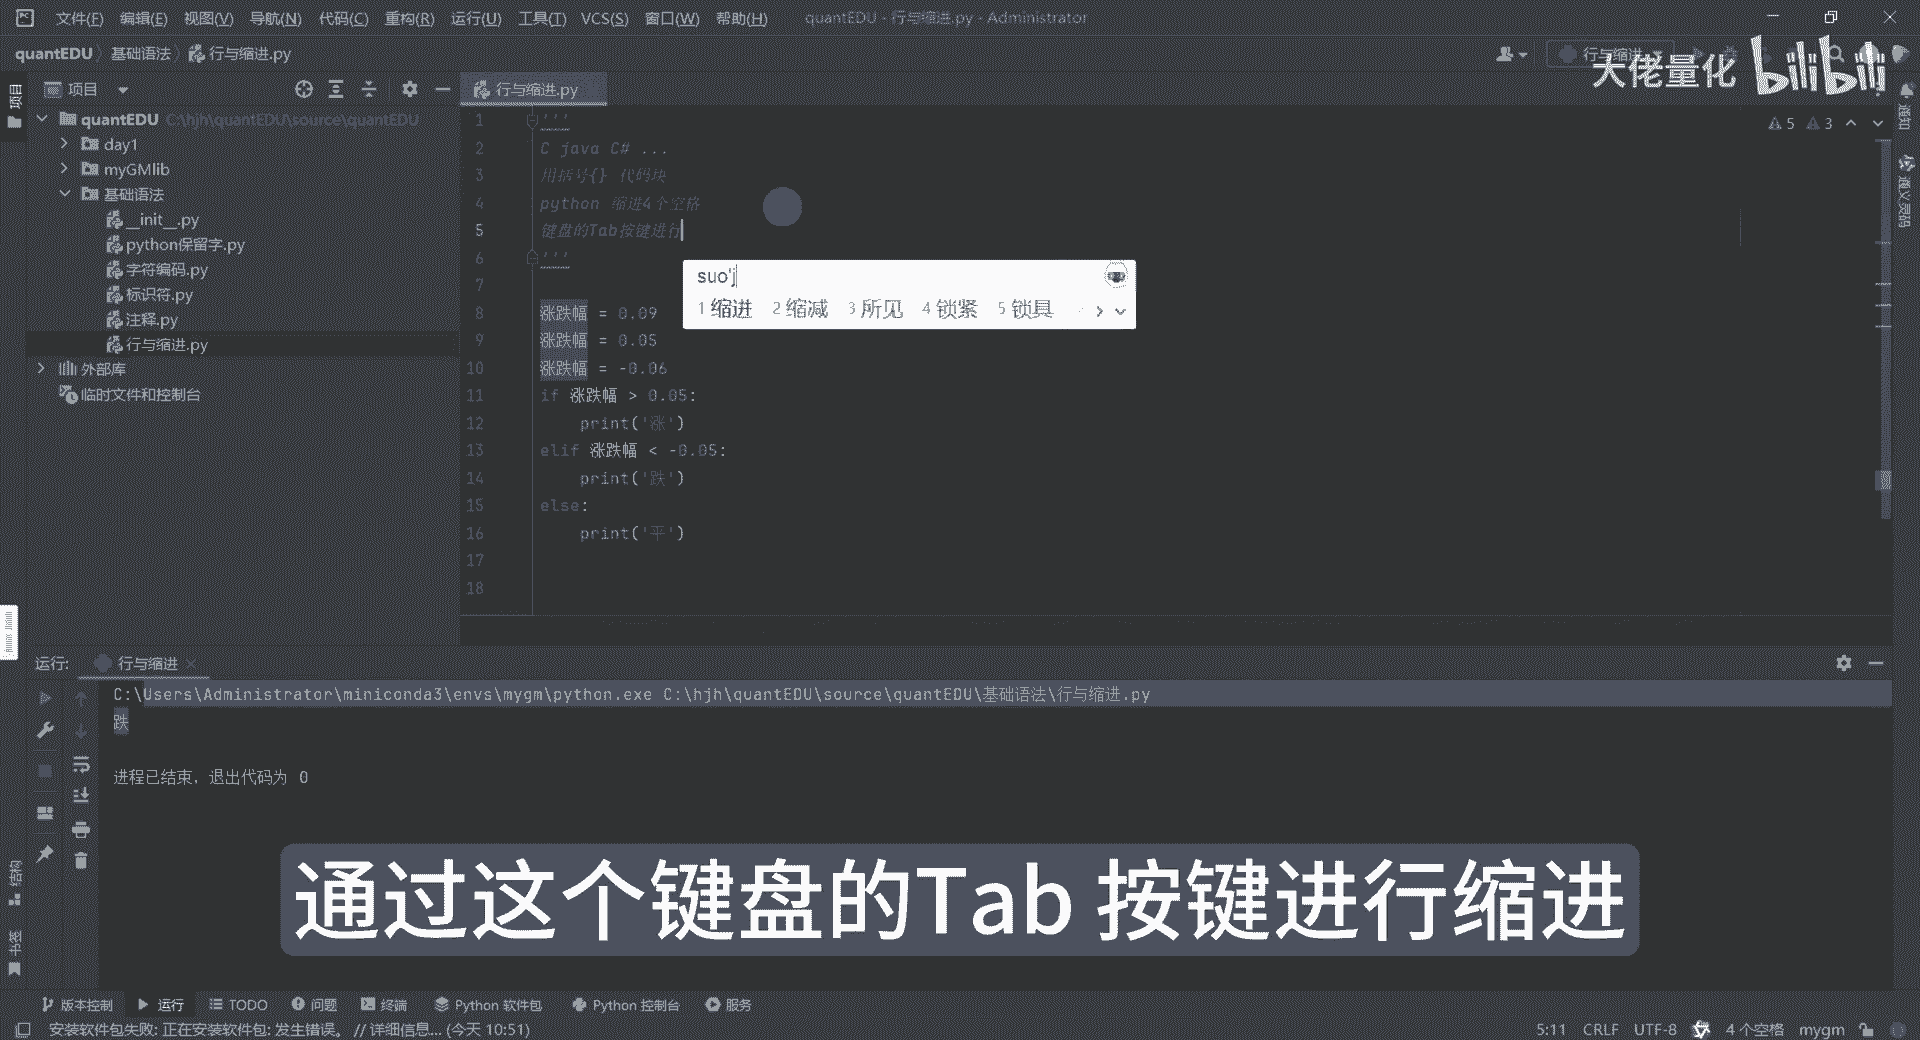 文件(F) 编辑(E) 视图(V) 导航(N) 代码(C) 重构(R) 运行(U) 工具(T) VCS(S) 窗口(W) 帮助(H) quantEDU - 行与缩进.py - Administrator
quantEDU 基础语法 行与缩进.py
行与缩进
大佬量化 bilibili
项目
项目
行与缩进.py
通知
通义灵码
quantEDU C:\hjh\quantEDU\source\quantEDU
day1
myGMlib
基础语法
__init__.py
python保留字.py
字符编码.py
标识符.py
注释.py
行与缩进.py
外部库
临时文件和控制台
5 3
1 '''
2 C java C# ...
3 用括号{} 代码块
4 python 缩进4个空格
5 键盘的Tab按键进行
6 '''
7
8 涨跌幅 = 0.09
9 涨跌幅 = 0.05
10 涨跌幅 = -0.06
11 if 涨跌幅 > 0.05:
12 print('涨')
13 elif 涨跌幅 < -0.05:
14 print('跌')
15 else:
16 print('平')
17
18
suo'j
1 缩进 2 缩减 3 所见 4 锁紧 5 锁具
运行: 行与缩进
C:\Users\Administrator\miniconda3\envs\mygm\python.exe C:\hjh\quantEDU\source\quantEDU\基础语法\行与缩进.py
跌
进程已结束，退出代码为 0
通过这个键盘的Tab 按键进行缩进
结构
书签
版本控制 运行 TODO 问题 终端 Python 软件包 Python 控制台 服务
安装软件包失败: 正在安装软件包: 发生错误。 // 详细信息... (今天 10:51)
5:11 CRLF UTF-8 4 个空格 mygm